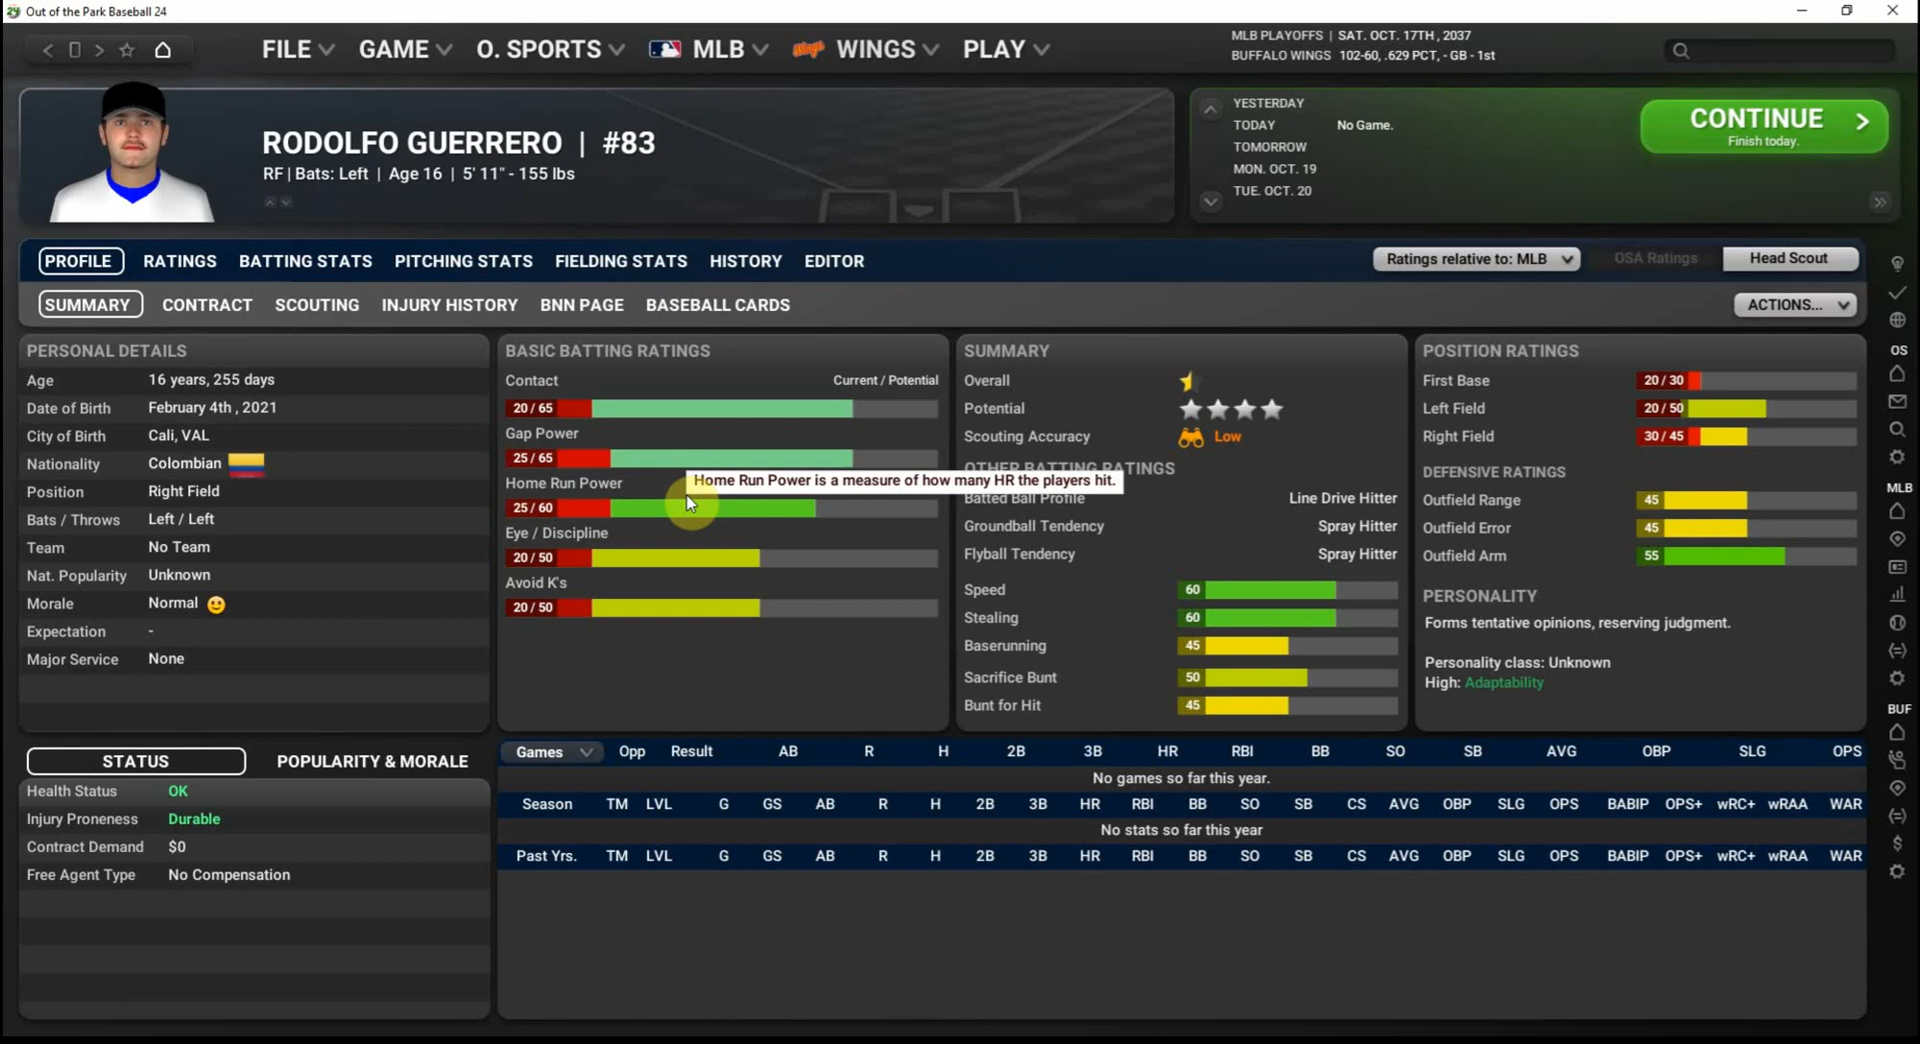 Out of the Park Baseball 24
FILE GAME O. SPORTS MLB WINGS PLAY
MLB PLAYOFFS | SAT. OCT. 17TH, 2037
BUFFALO WINGS 102-60, .629 PCT, - GB - 1st
RODOLFO GUERRERO | #83
RF | Bats: Left | Age 16 | 5' 11" - 155 lbs
YESTERDAY
TODAY No Game.
TOMORROW
MON. OCT. 19
TUE. OCT. 20
CONTINUE
Finish today.
PROFILE RATINGS BATTING STATS PITCHING STATS FIELDING STATS HISTORY EDITOR
Ratings relative to: MLB OSA Ratings Head Scout
SUMMARY CONTRACT SCOUTING INJURY HISTORY BNN PAGE BASEBALL CARDS
ACTIONS...
PERSONAL DETAILS
Age 16 years, 255 days
Date of Birth February 4th , 2021
City of Birth Cali, VAL
Nationality Colombian
Position Right Field
Bats / Throws Left / Left
Team No Team
Nat. Popularity Unknown
Morale Normal
Expectation -
Major Service None
BASIC BATTING RATINGS
Contact Current / Potential
20 / 65
Gap Power
25 / 65
Home Run Power
25 / 60
Eye / Discipline
20 / 50
Avoid K's
20 / 50
Home Run Power is a measure of how many HR the players hit.
SUMMARY
Overall
Potential
Scouting Accuracy Low
OTHER BATTING RATINGS
Batted Ball Profile Line Drive Hitter
Groundball Tendency Spray Hitter
Flyball Tendency Spray Hitter
Speed 60
Stealing 60
Baserunning 45
Sacrifice Bunt 50
Bunt for Hit 45
POSITION RATINGS
First Base 20 / 30
Left Field 20 / 50
Right Field 30 / 45
DEFENSIVE RATINGS
Outfield Range 45
Outfield Error 45
Outfield Arm 55
PERSONALITY
Forms tentative opinions, reserving judgment.
Personality class: Unknown
High: Adaptability
OS
MLB
BUF
STATUS POPULARITY & MORALE
Health Status OK
Injury Proneness Durable
Contract Demand $0
Free Agent Type No Compensation
Games Opp Result AB R H 2B 3B HR RBI BB SO SB AVG OBP SLG OPS
No games so far this year.
Season TM LVL G GS AB R H 2B 3B HR RBI BB SO SB CS AVG OBP SLG OPS BABIP OPS+ wRC+ wRAA WAR
No stats so far this year
Past Yrs. TM LVL G GS AB R H 2B 3B HR RBI BB SO SB CS AVG OBP SLG OPS BABIP OPS+ wRC+ wRAA WAR